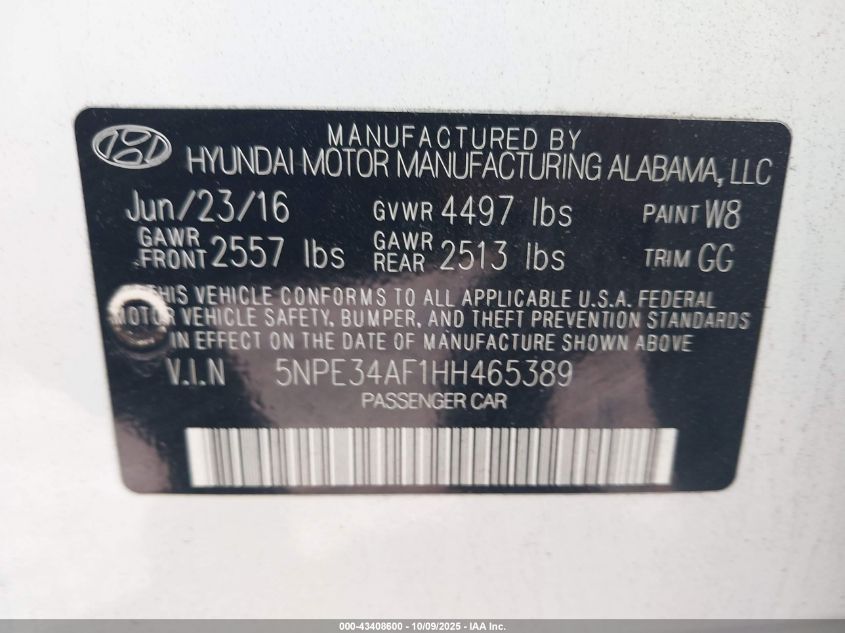 MANUFACTURED BY
HYUNDAI MOTOR MANUFACTURING ALABAMA, LLC
Jun/23/16 GVWR 4497 lbs PAINT W8
GAWR FRONT 2557 lbs GAWR REAR 2513 lbs TRIM GG
THIS VEHICLE CONFORMS TO ALL APPLICABLE U.S.A. FEDERAL
MOTOR VEHICLE SAFETY, BUMPER, AND THEFT PREVENTION STANDARDS
IN EFFECT ON THE DATE OF MANUFACTURE SHOWN ABOVE
V.I.N 5NPE34AF1HH465389
PASSENGER CAR
000-43408600 - 10/09/2025 - IAA Inc.